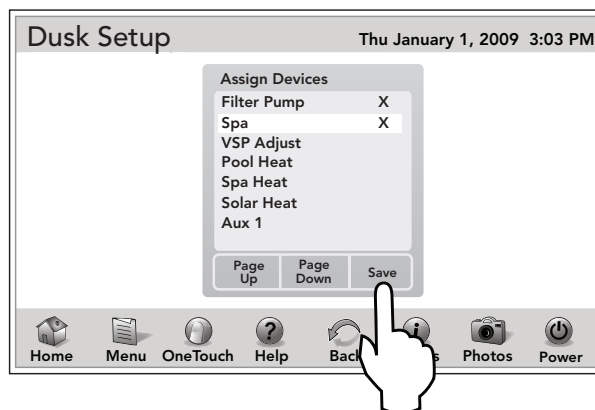 Dusk Setup Thu January 1, 2009 3:03 PM
Assign Devices
Filter Pump X
Spa X
VSP Adjust
Pool Heat
Spa Heat
Solar Heat
Aux 1
Page Up Page Down Save
Home Menu OneTouch Help Photos Power